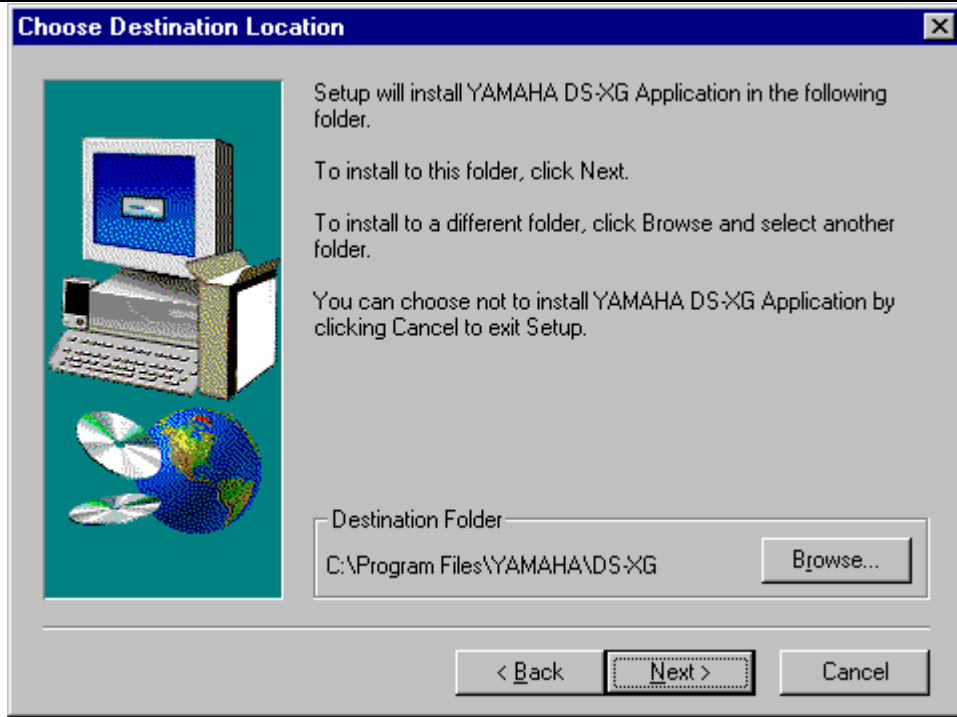 Choose Destination Location
Setup will install YAMAHA DS-XG Application in the following
folder.
To install to this folder, click Next.
To install to a different folder, click Browse and select another
folder.
You can choose not to install YAMAHA DS-XG Application by
clicking Cancel to exit Setup.
Destination Folder
C:\Program Files\YAMAHA\DS-XG
Browse...
< Back
Next >
Cancel